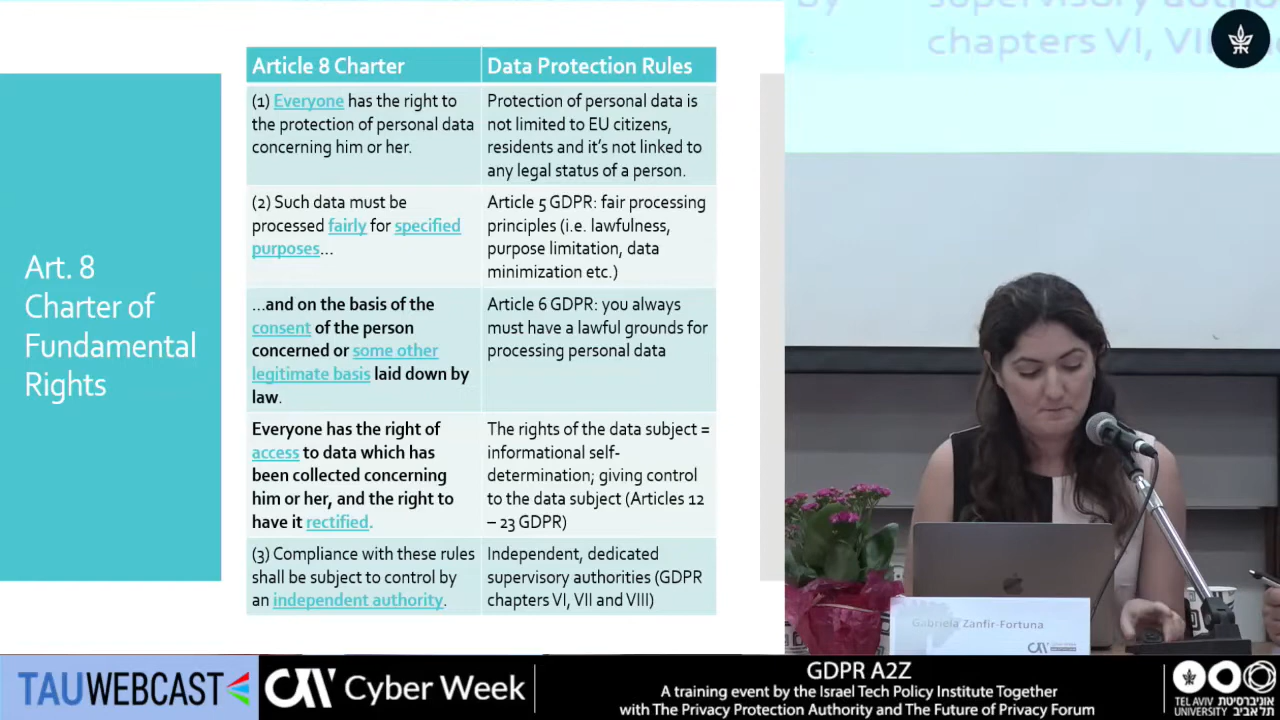 Art. 8
Charter of
Fundamental
Rights
Article 8 Charter
Data Protection Rules
(1) Everyone has the right to
the protection of personal data
concerning him or her.
Protection of personal data is
not limited to EU citizens,
residents and it's not linked to
any legal status of a person.
(2) Such data must be
processed fairly for specified
purposes...
Article 5 GDPR: fair processing
principles (i.e. lawfulness,
purpose limitation, data
minimization etc.)
...and on the basis of the
consent of the person
concerned or some other
legitimate basis laid down by
law.
Article 6 GDPR: you always
must have a lawful grounds for
processing personal data
Everyone has the right of
access to data which has
been collected concerning
him or her, and the right to
have it rectified.
The rights of the data subject =
informational self-
determination; giving control
to the data subject (Articles 12
– 23 GDPR)
(3) Compliance with these rules
shall be subject to control by
an independent authority.
Independent, dedicated
supervisory authorities (GDPR
chapters VI, VII and VIII)
chapters VI, VII
Gabriela Zanfir-Fortuna
TAUWEBCAST
Cyber Week
GDPR A2Z
A training event by the Israel Tech Policy Institute Together
with The Privacy Protection Authority and The Future of Privacy Forum
TEL AVIV אוניברסיטת
UNIVERSITY תל אביב